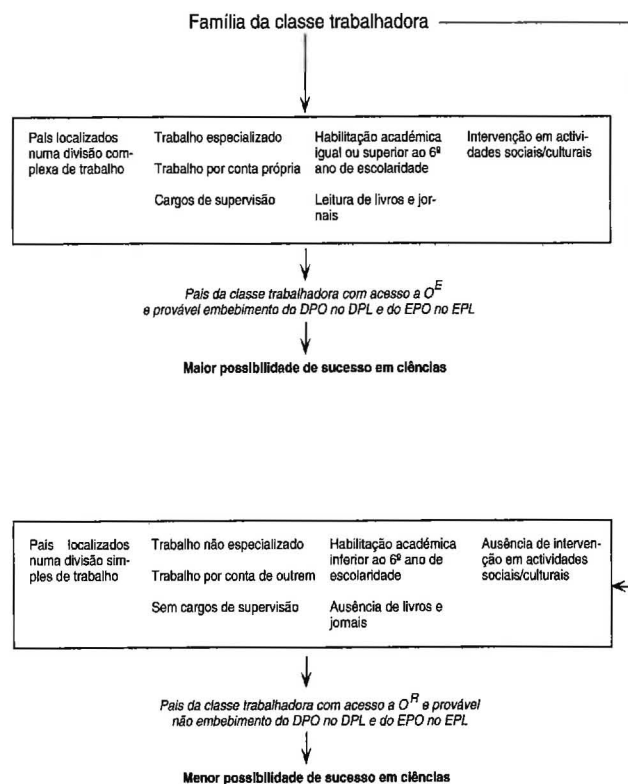 Família da classe trabalhadora
Pais localizados
numa divisão com-
plexa de trabalho
Trabalho especializado
Trabalho por conta própria
Cargos de supervisão
Habilitação académica
igual ou superior ao 6º
ano de escolaridade
Leitura de livros e jor-
nais
Intervenção em activi-
dades sociais/culturais
Pais da classe trabalhadora com acesso a O^E
e provável embebimento do DPO no DPL e do EPO no EPL
Maior possibilidade de sucesso em ciências
Pais localizados
numa divisão sim-
ples de trabalho
Trabalho não especializado
Trabalho por conta de outrem
Sem cargos de supervisão
Habilitação académica
inferior ao 6º ano de
escolaridade
Ausência de livros e
jornais
Ausência de interven-
ção em actividades
sociais/culturais
Pais da classe trabalhadora com acesso a O^R e provável
não embebimento do DPO no DPL e do EPO no EPL
Menor possibilidade de sucesso em ciências